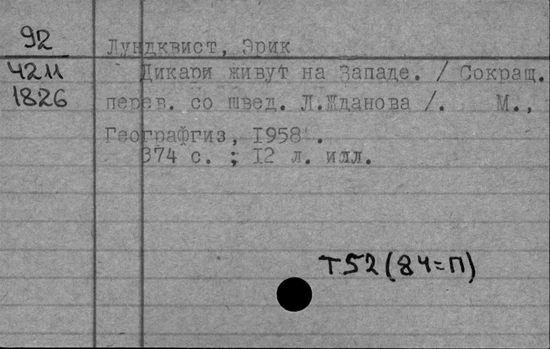 92
4211
1826
Лундквист, Эрик
Дикари живут на Западе. / Сокращ.
перев. со швед. Л.Жданова /. М.,
Географгиз, 1958 .
374 с. ; 12 л. илл.
Т52(84=П)